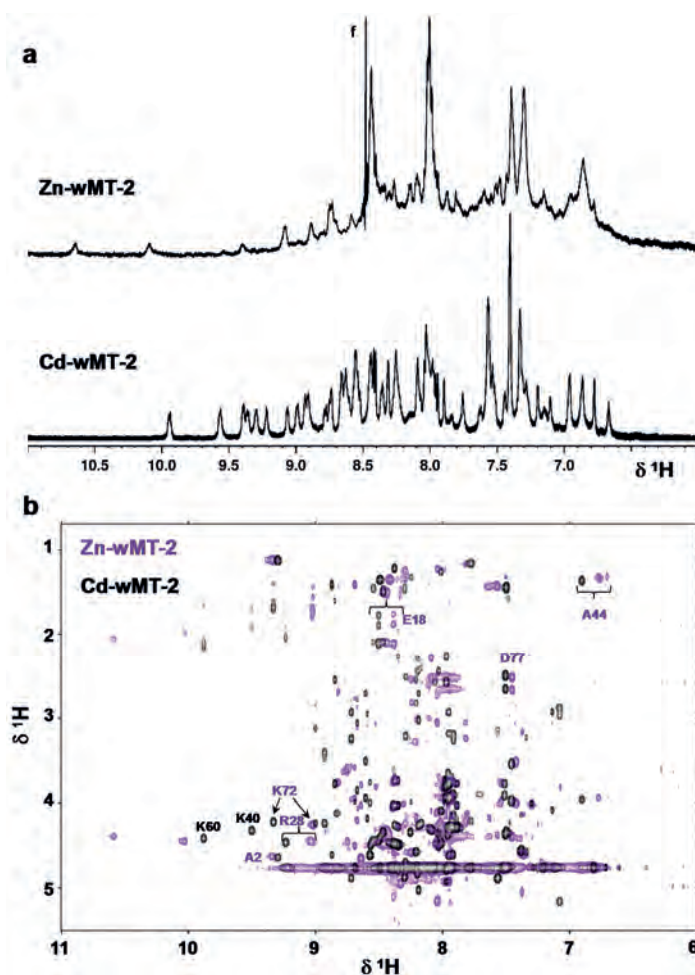 a
f
Zn-wMT-2
Cd-wMT-2
10.5 10.0 9.5 9.0 8.5 8.0 7.5 7.0
δ ¹H
b
1
Zn-wMT-2
Cd-wMT-2
E18
A44
2
D77
3
δ ¹H
4
K72
K60 K40 R28
A2
5
11 10 9 8 7 6
δ ¹H